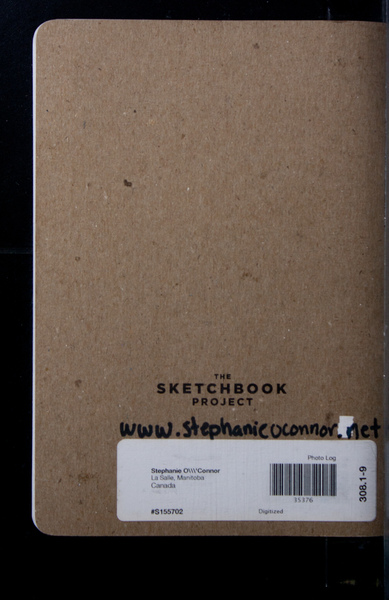 THE
SKETCHBOOK
PROJECT
www.stephanieoconnor.net
Photo Log
Stephanie O\\\\'Connor
La Salle, Manitoba
Canada
35376
308.1-9
#S155702
Digitized